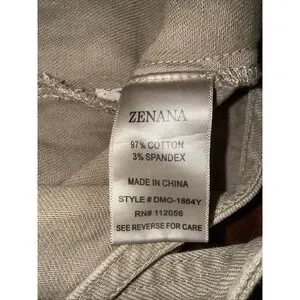 ZENANA
97% COTTON
3% SPANDEX
MADE IN CHINA
STYLE # DMO-1864Y
RN# 112056
SEE REVERSE FOR CARE